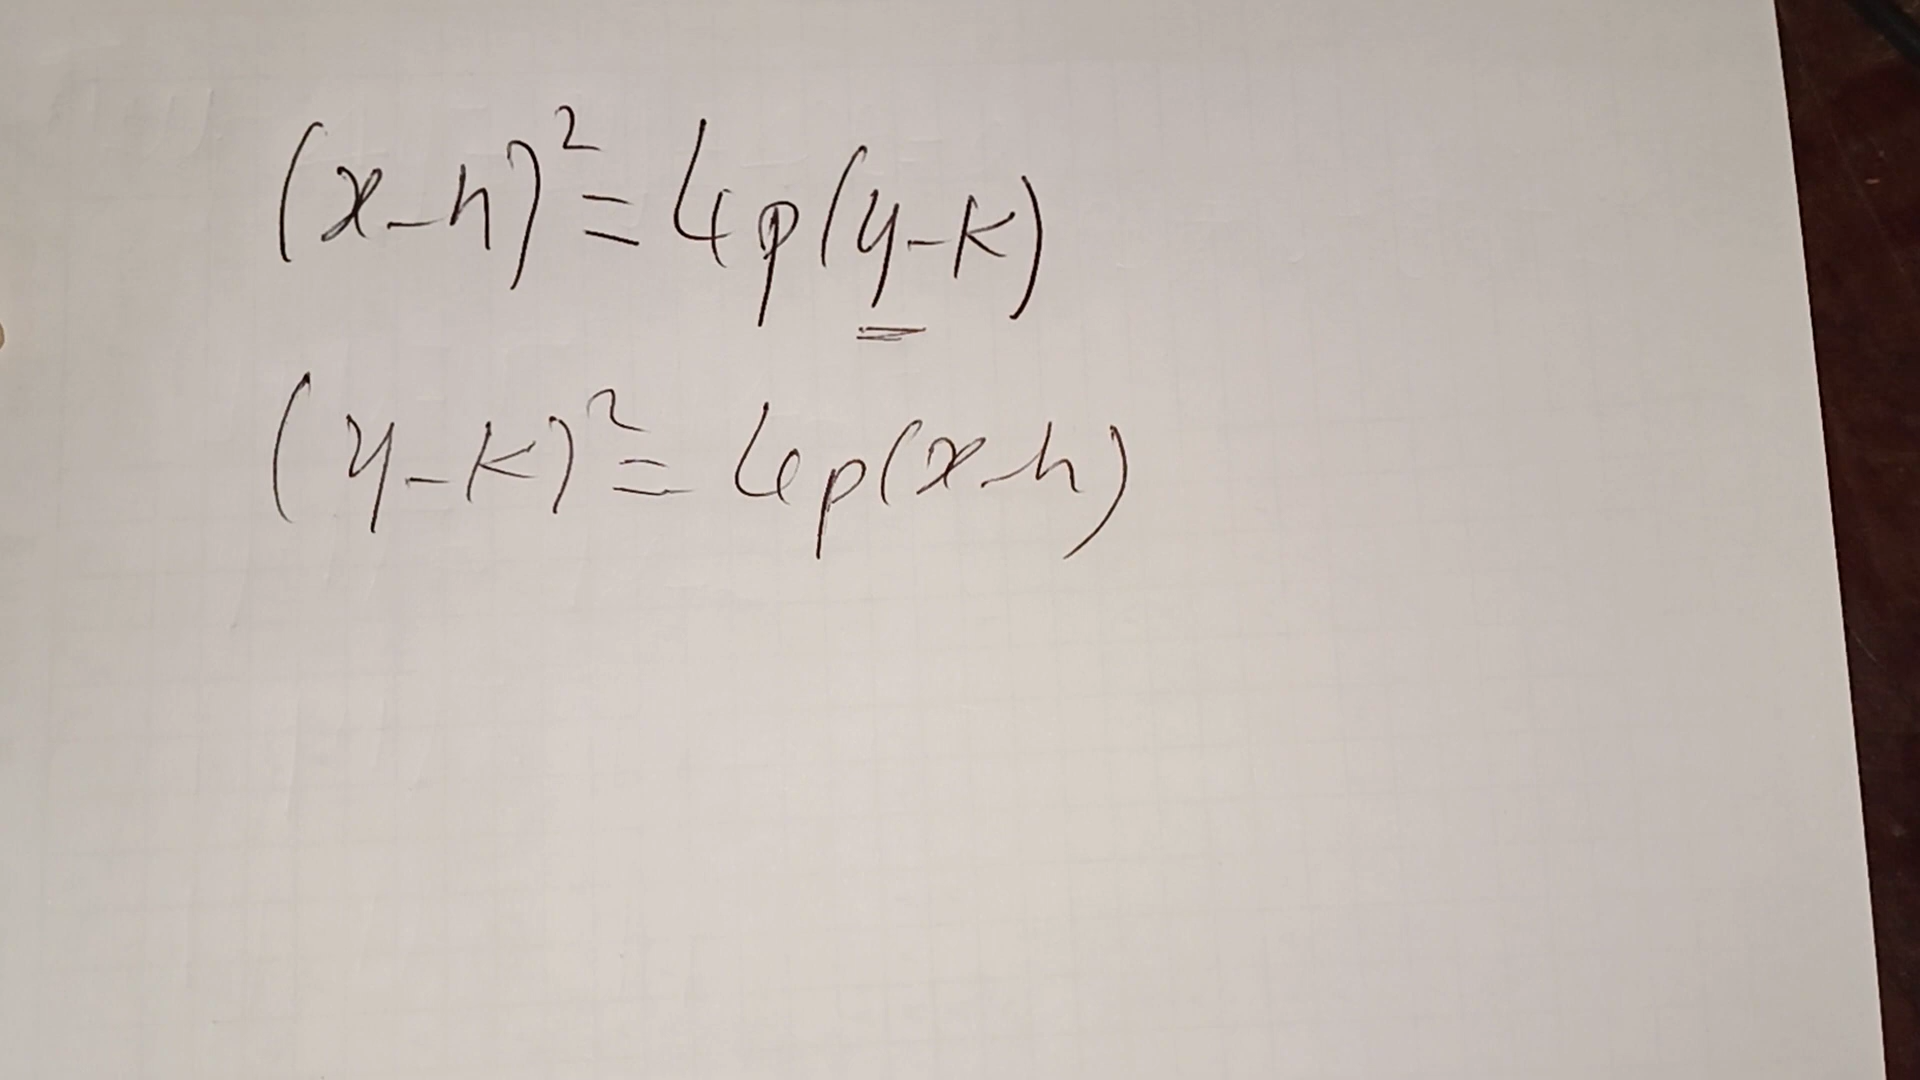 (x-h)² = 4p(y-k)
(y-k)² = 4p(x-h)